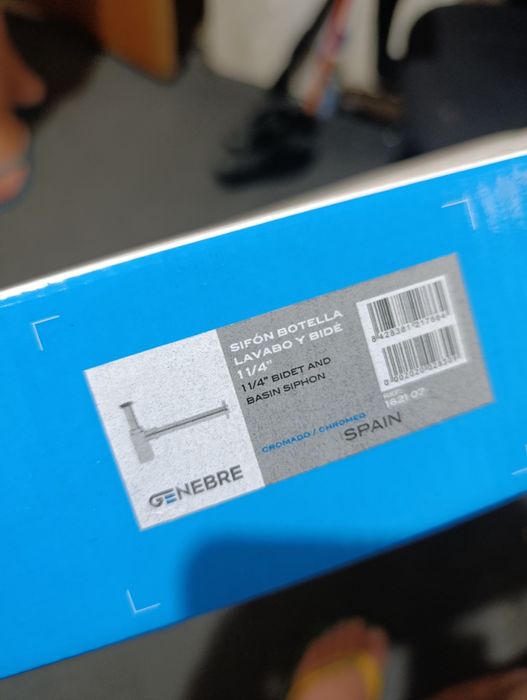 SIFÓN BOTELLA
LAVABO Y BIDÉ
1 1/4"
1 1/4" BIDET AND
BASIN SIPHON
CROMADO / CHROMED
SPAIN
GENEBRE